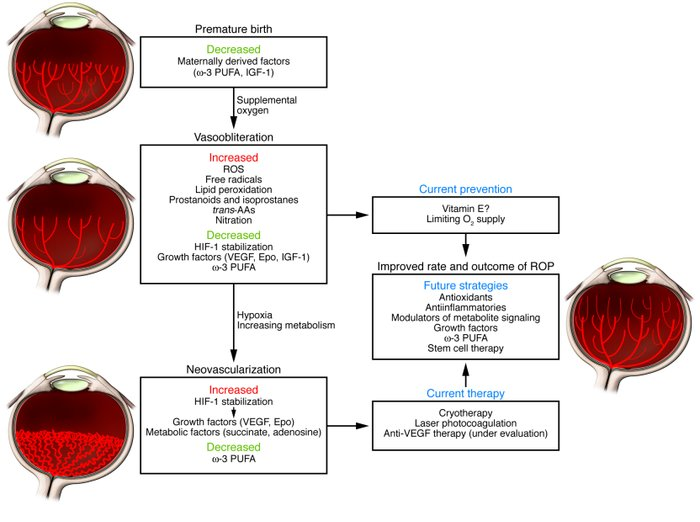 Premature birth
Decreased
Maternally derived factors
(ω-3 PUFA, IGF-1)
Supplemental
oxygen
Vasoobliteration
Increased
ROS
Free radicals
Lipid peroxidation
Prostanoids and isoprostanes
trans-AAs
Nitration
Decreased
HIF-1 stabilization
Growth factors (VEGF, Epo, IGF-1)
ω-3 PUFA
Hypoxia
Increasing metabolism
Neovascularization
Increased
HIF-1 stabilization
Growth factors (VEGF, Epo)
Metabolic factors (succinate, adenosine)
Decreased
ω-3 PUFA
Current prevention
Vitamin E?
Limiting O₂ supply
Improved rate and outcome of ROP
Future strategies
Antioxidants
Antiinflammatories
Modulators of metabolite signaling
Growth factors
ω-3 PUFA
Stem cell therapy
Current therapy
Cryotherapy
Laser photocoagulation
Anti-VEGF therapy (under evaluation)